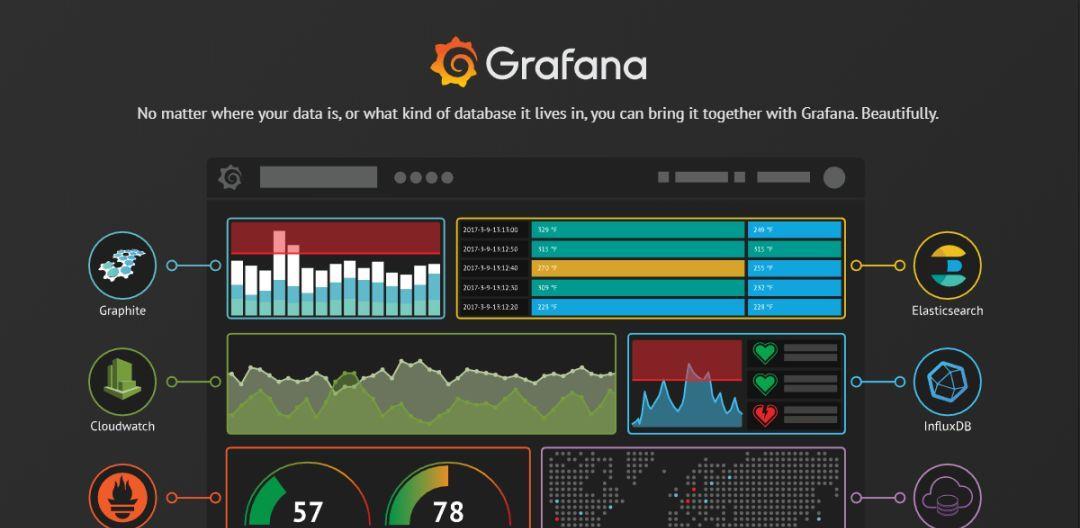 Grafana
No matter where your data is, or what kind of database it lives in, you can bring it together with Grafana. Beautifully.
2017-3-9-13:13:00 329 °F 249 °F
2017-3-9-13:12:50 315 °F 315 °F
2017-3-9-13:12:40 270 °F 255 °F
2017-3-9-13:12:30 309 °F 232 °F
2017-3-9-13:12:20 225 °F 228 °F
Graphite
Elasticsearch
Cloudwatch
InfluxDB
57
78